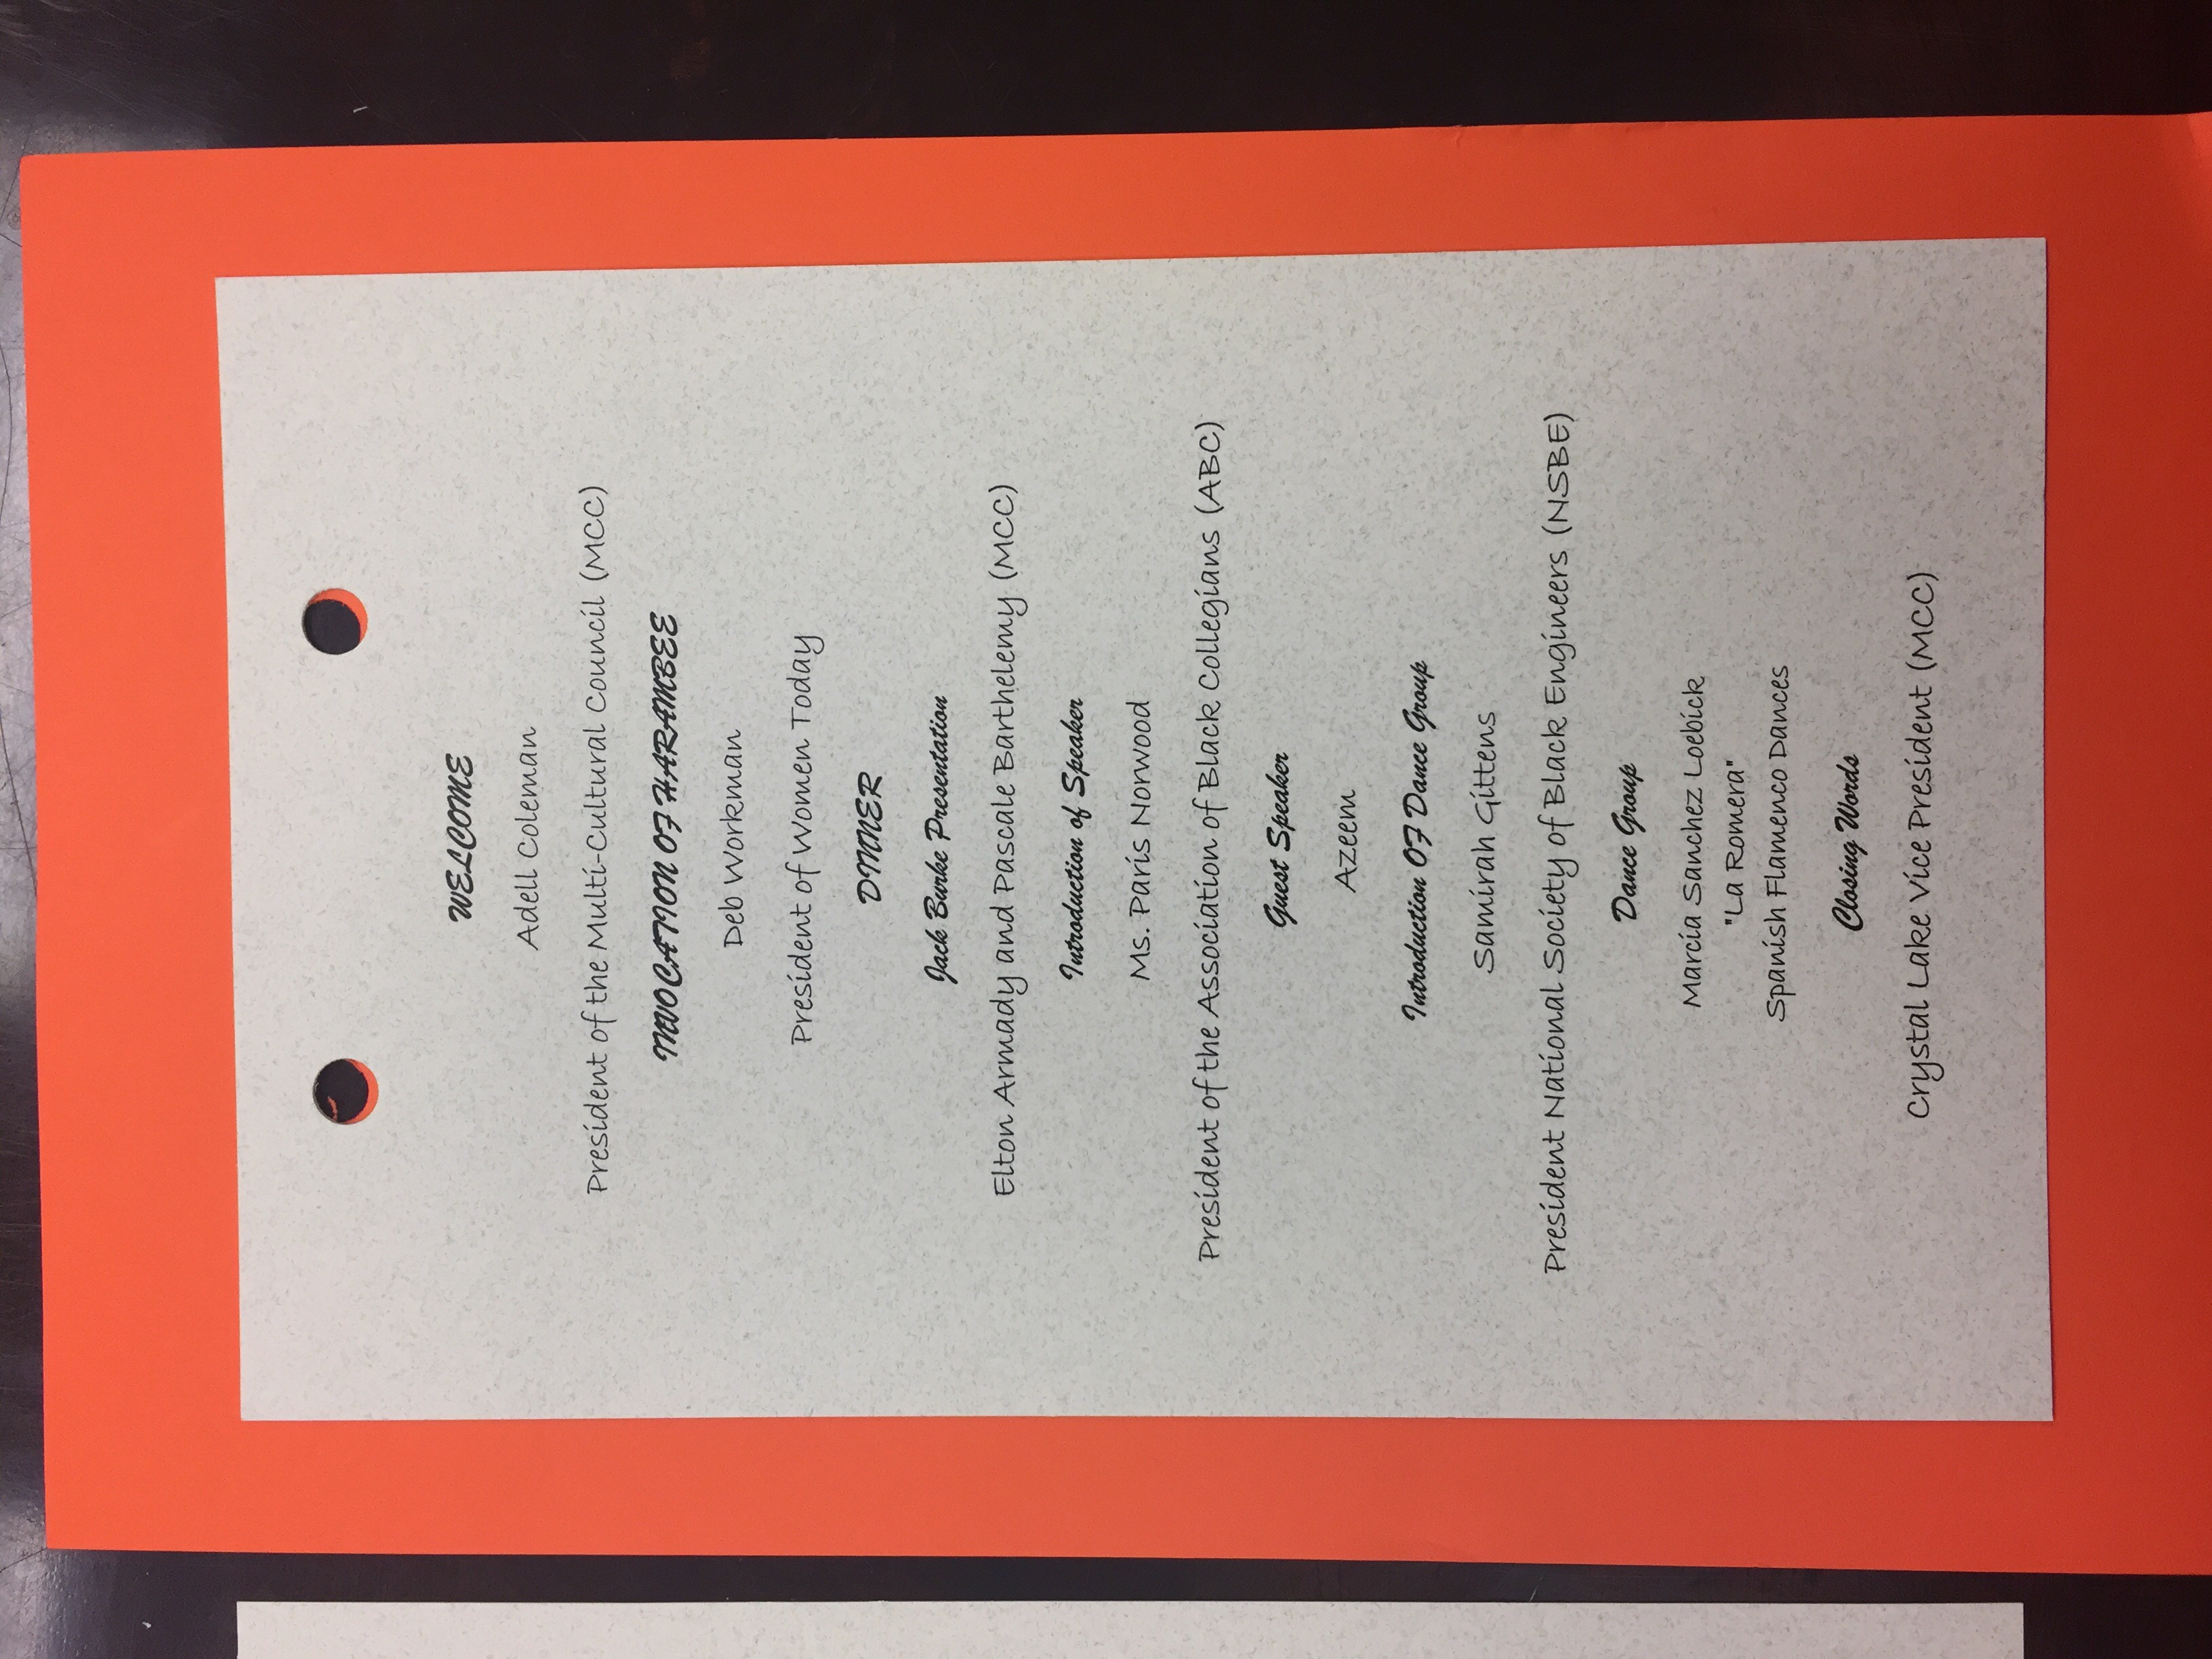 WELCOME
Adell Coleman
President of the Multi-Cultural Council (MCC)
INVOCATION OF HARAMBEE
Deb Workman
President of Women Today
DINNER
Jack Burke Presentation
Elton Armady and Pascale Barthelemy (MCC)
Introduction of Speaker
Ms. Paris Norwood
President of the Association of Black Collegians (ABC)
Guest Speaker
Azeem
Introduction OF Dance Group
Samirah Gittens
President National Society of Black Engineers (NSBE)
Dance Group
Marcia Sanchez Loebick
"La Romera"
Spanish Flamenco Dances
Closing Words
Crystal Lake Vice President (MCC)